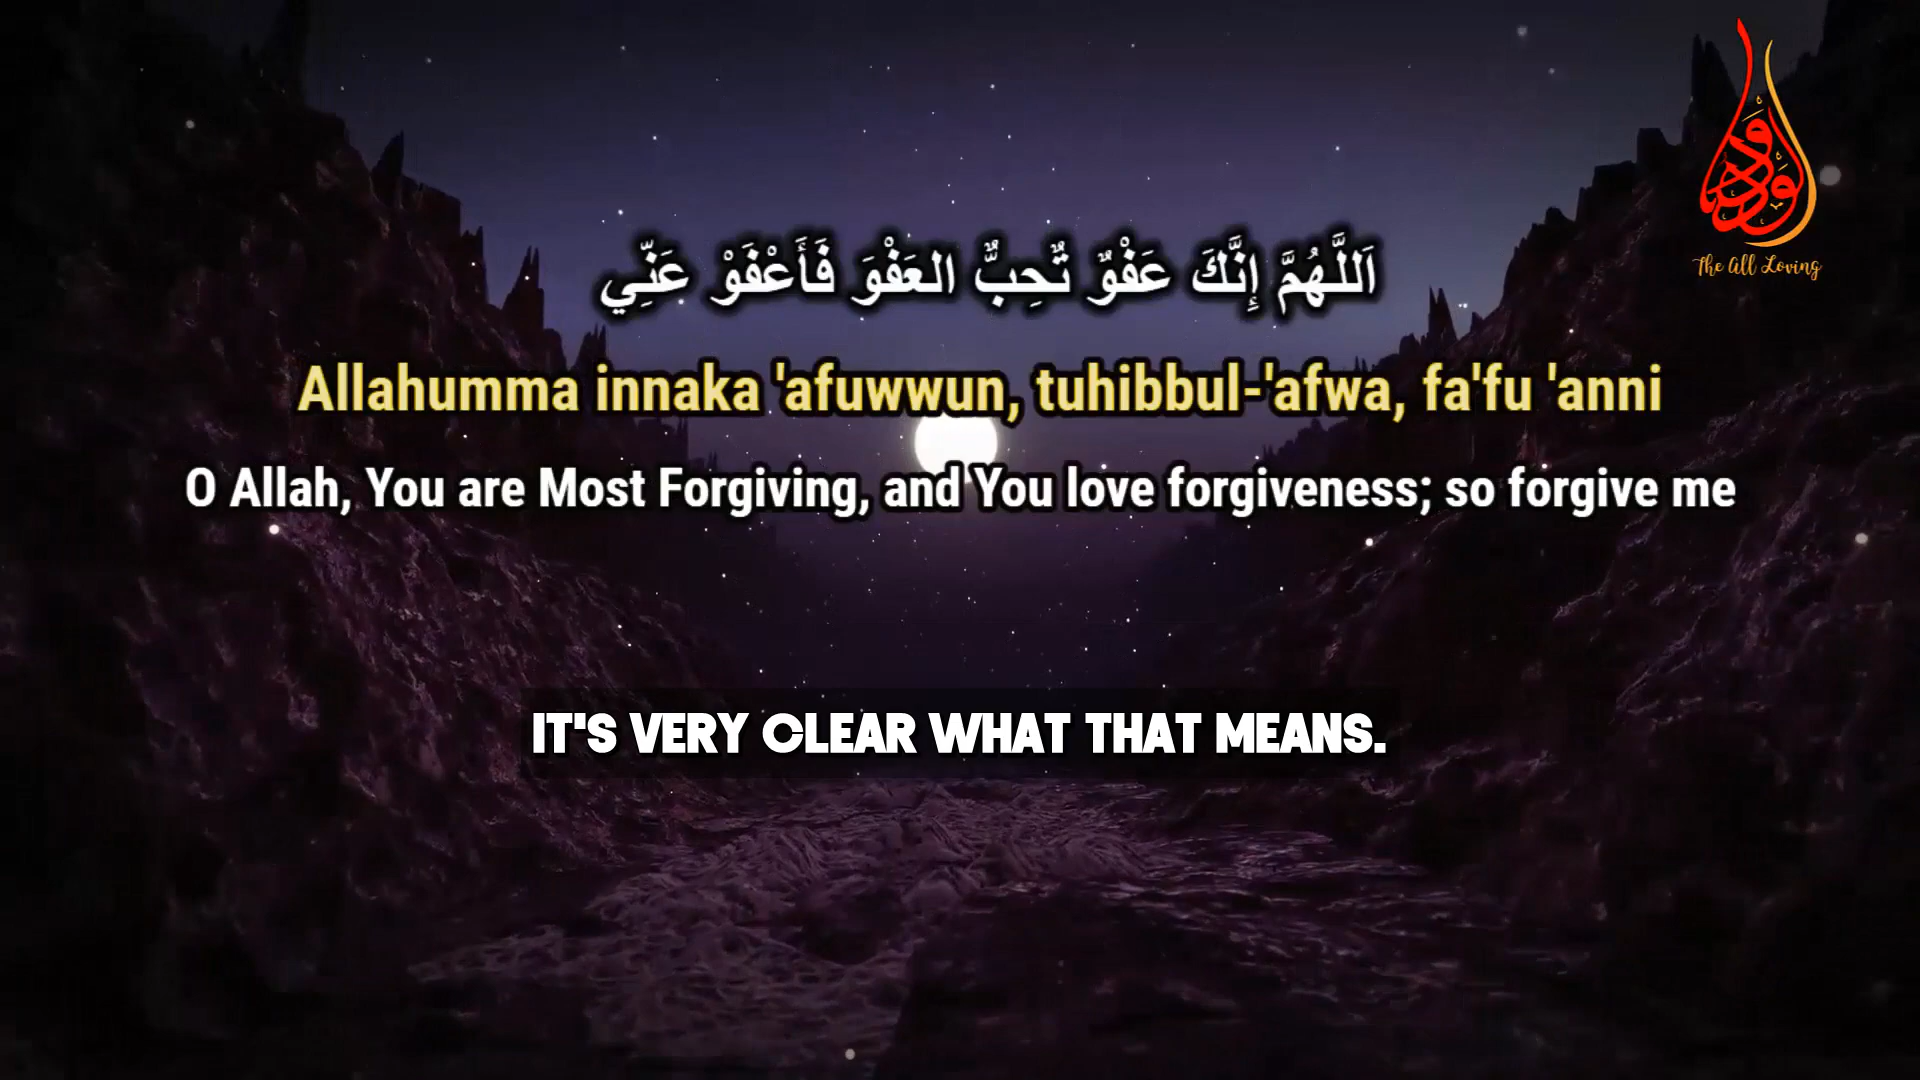 الودود
The All Loving
اَللَّهُمَّ إِنَّكَ عَفْوٌ تٌحِبٌّ العَفْوَ فَأَعْفَوْ عَنِّي
Allahumma innaka 'afuwwun, tuhibbul-'afwa, fa'fu 'anni
O Allah, You are Most Forgiving, and You love forgiveness; so forgive me
IT'S VERY CLEAR WHAT THAT MEANS.